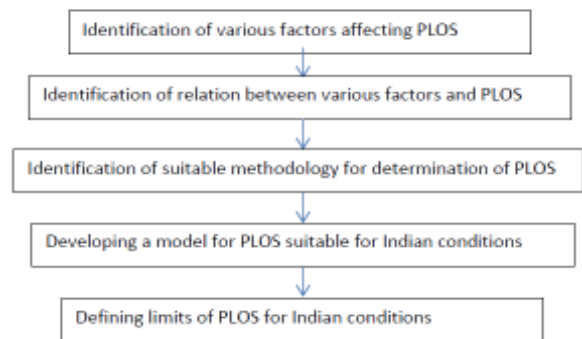 Identification of various factors affecting PLOS
Identification of relation between various factors and PLOS
Identification of suitable methodology for determination of PLOS
Developing a model for PLOS suitable for Indian conditions
Defining limits of PLOS for Indian conditions